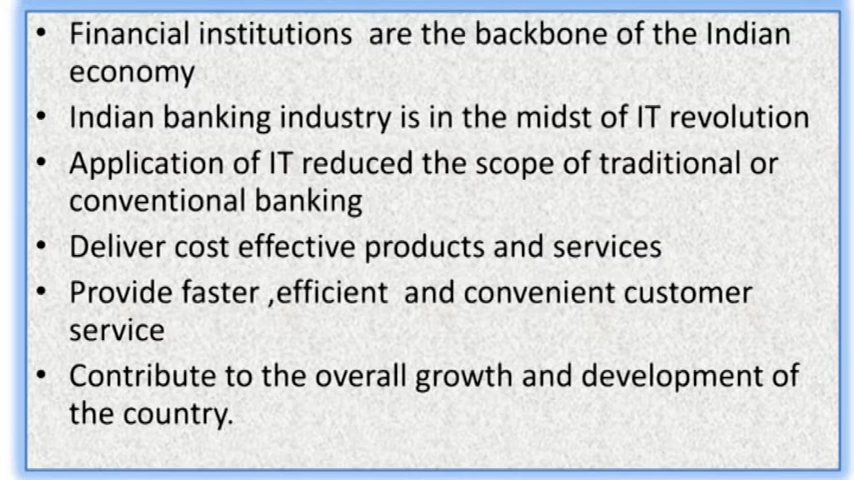 • Financial institutions  are the backbone of the Indian
economy
• Indian banking industry is in the midst of IT revolution
• Application of IT reduced the scope of traditional or
conventional banking
• Deliver cost effective products and services
• Provide faster ,efficient  and convenient customer
service
• Contribute to the overall growth and development of
the country.